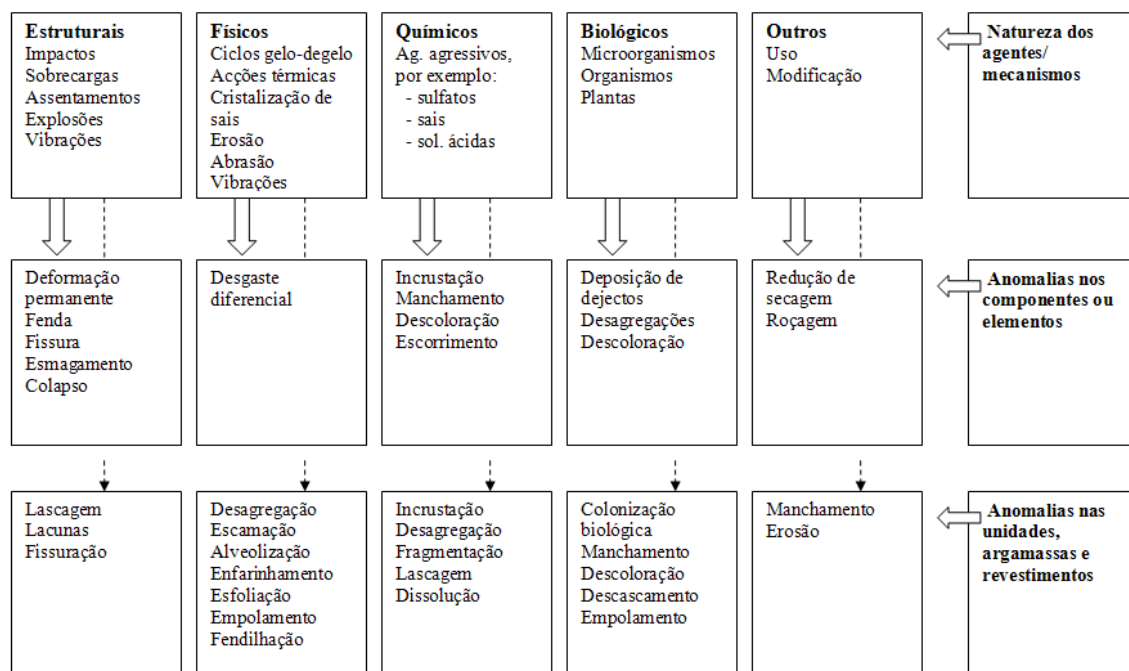 Estruturais
Impactos
Sobrecargas
Assentamentos
Explosões
Vibrações
Físicos
Ciclos gelo-degelo
Acções térmicas
Cristalização de
sais
Erosão
Abrasão
Vibrações
Químicos
Ag. agressivos,
por exemplo:
- sulfatos
- sais
- sol. ácidas
Biológicos
Microorganismos
Organismos
Plantas
Outros
Uso
Modificação
Natureza dos
agentes/
mecanismos
Deformação
permanente
Fenda
Fissura
Esmagamento
Colapso
Desgaste
diferencial
Incrustação
Manchamento
Descoloração
Escorrimento
Deposição de
dejectos
Desagregações
Descoloração
Redução de
secagem
Roçagem
Anomalias nos
componentes ou
elementos
Lascagem
Lacunas
Fissuração
Desagregação
Escamação
Alveolização
Enfarinhamento
Esfoliação
Empolamento
Fendilhação
Incrustação
Desagregação
Fragmentação
Lascagem
Dissolução
Colonização
biológica
Manchamento
Descoloração
Descascamento
Empolamento
Manchamento
Erosão
Anomalias nas
unidades,
argamassas e
revestimentos